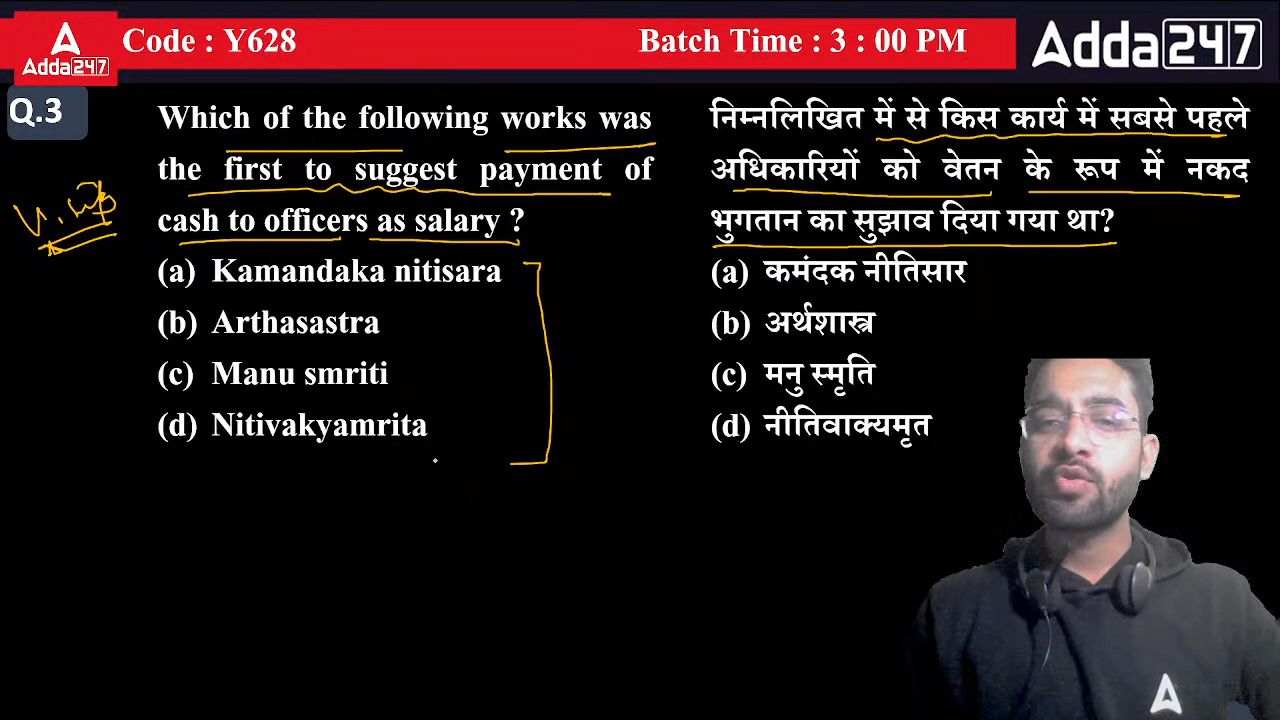 Code : Y628
Batch Time : 3 : 00 PM
Adda247
Adda247
Q.3
Which of the following works was
the first to suggest payment of
cash to officers as salary ?
(a) Kamandaka nitisara
(b) Arthasastra
(c) Manu smriti
(d) Nitivakyamrita
निम्नलिखित में से किस कार्य में सबसे पहले
अधिकारियों को वेतन के रूप में नकद
भुगतान का सुझाव दिया गया था?
(a) कमंदक नीतिसार
(b) अर्थशास्त्र
(c) मनु स्मृति
(d) नीतिवाक्यमृत